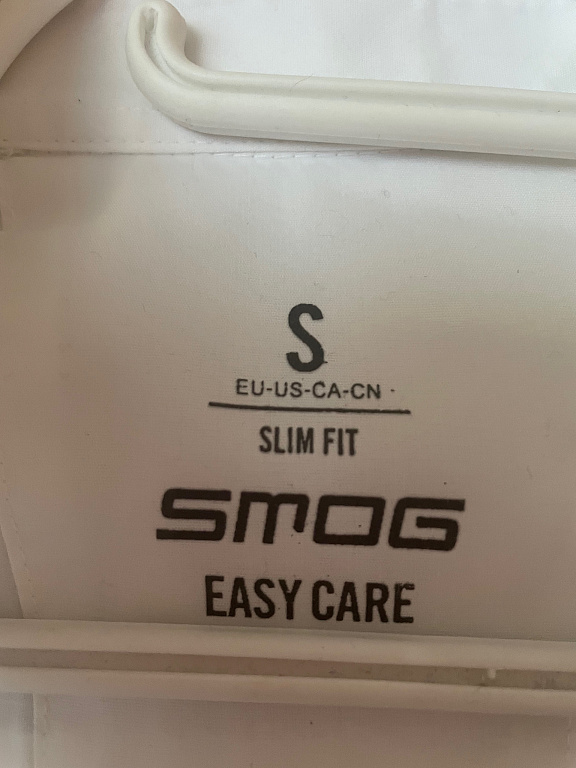 S
EU-US-CA-CN
SLIM FIT
SMOG
EASY CARE